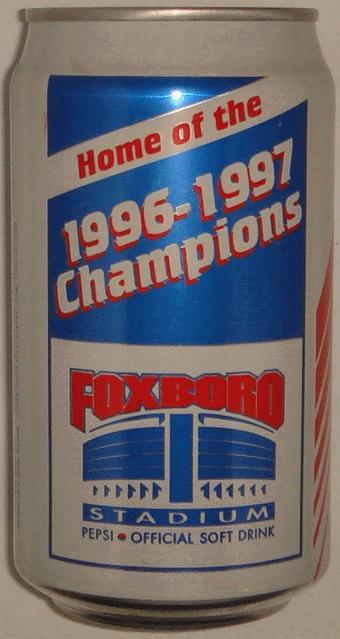 Home of the
1996-1997
Champions
FOXBORO
STADIUM
PEPSI • OFFICIAL SOFT DRINK